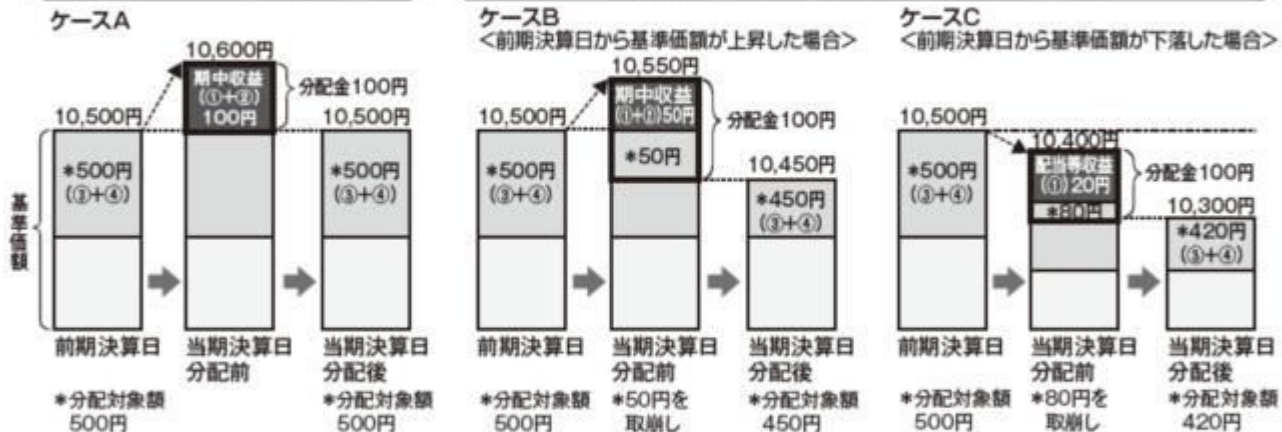 ケースA
10,600円
期中収益
(①+②)
100円
分配金100円
10,500円
10,500円
*500円
(③+④)
*500円
(③+④)
基準価額
前期決算日
当期決算日
分配前
当期決算日
分配後
*分配対象額
500円
*分配対象額
500円
ケースB
<前期決算日から基準価額が上昇した場合>
10,550円
期中収益
(①+②)50円
分配金100円
10,500円
*50円
10,450円
*500円
(③+④)
*450円
(③+④)
前期決算日
当期決算日
分配前
当期決算日
分配後
*分配対象額
500円
*50円を
取崩し
*分配対象額
450円
ケースC
<前期決算日から基準価額が下落した場合>
10,500円
10,400円
配当等収益
(①)20円
分配金100円
*80円
10,300円
*500円
(③+④)
*420円
(③+④)
前期決算日
当期決算日
分配前
当期決算日
分配後
*分配対象額
500円
*80円を
取崩し
*分配対象額
420円